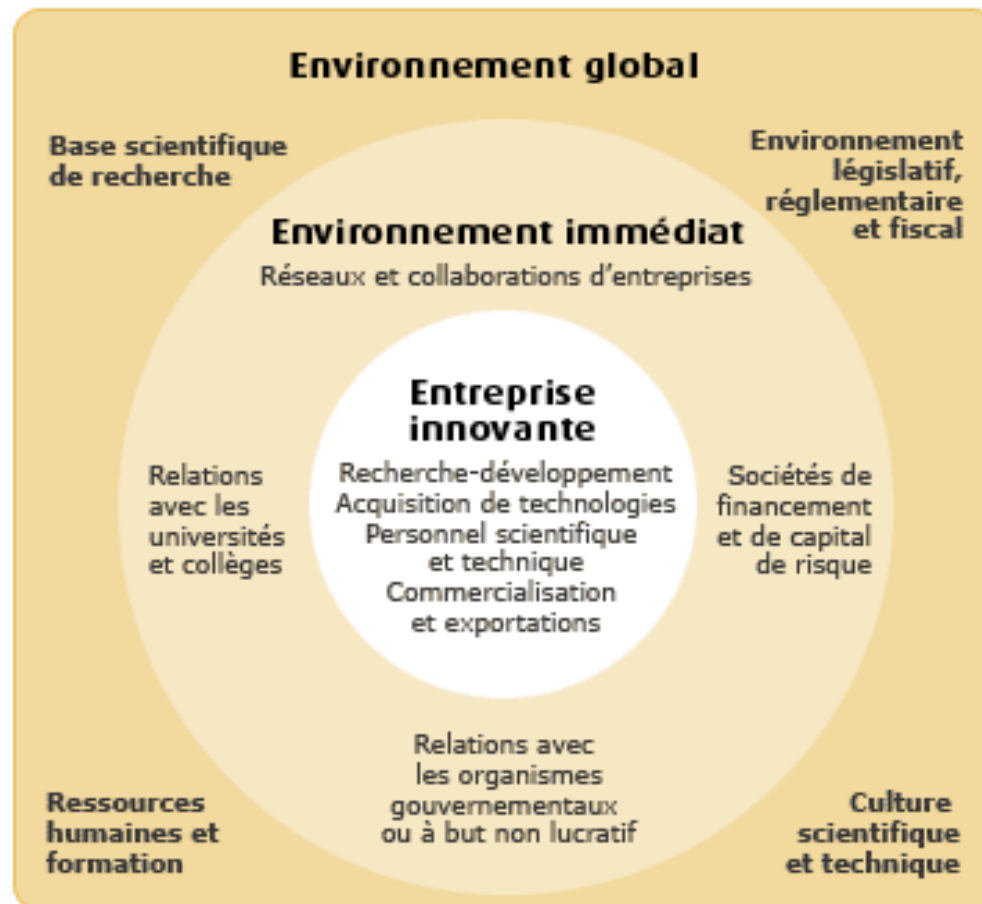 Environnement global
Base scientifique
de recherche
Environnement
législatif,
réglementaire
et fiscal
Environnement immédiat
Réseaux et collaborations d'entreprises
Entreprise
innovante
Recherche-développement
Acquisition de technologies
Personnel scientifique
et technique
Commercialisation
et exportations
Relations
avec les
universités
et collèges
Sociétés de
financement
et de capital
de risque
Relations avec
les organismes
gouvernementaux
ou à but non lucratif
Ressources
humaines et
formation
Culture
scientifique
et technique